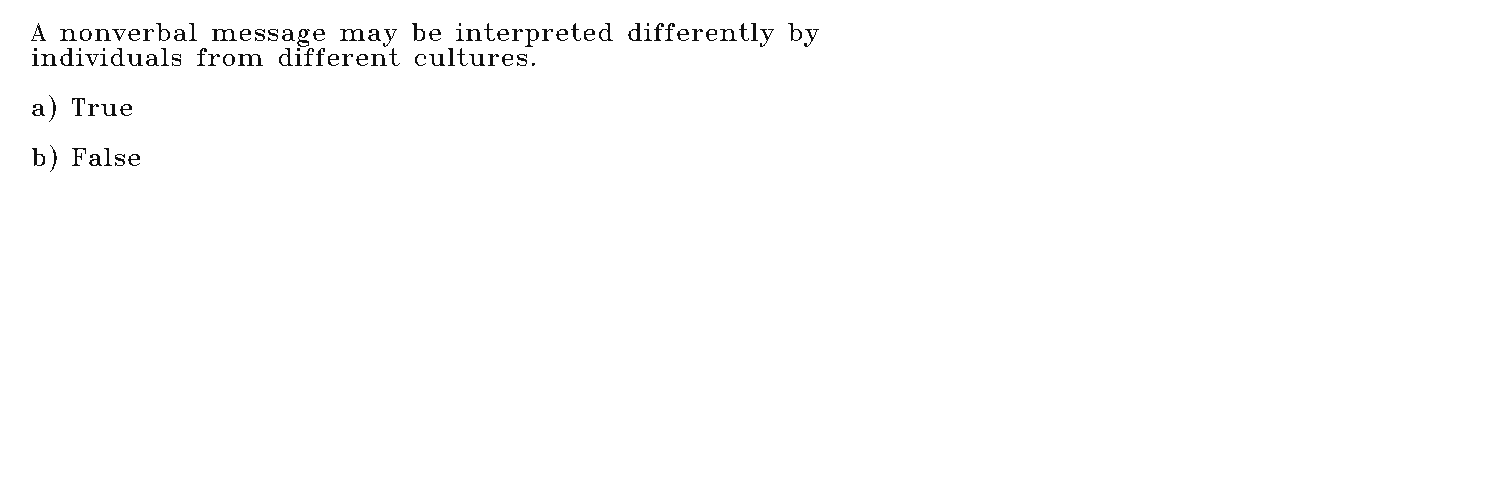 A nonverbal message may be interpreted differently by
individuals from different cultures.
a) True
b) False